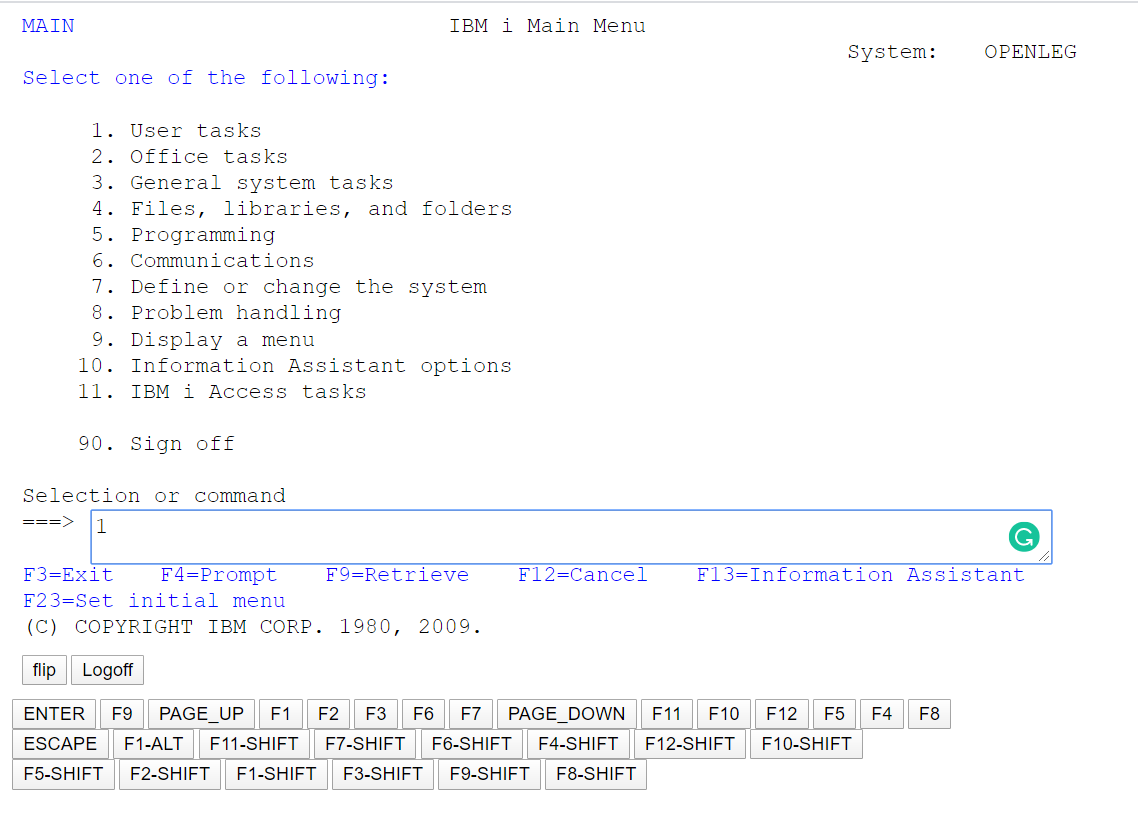 MAIN IBM i Main Menu
System: OPENLEG
Select one of the following:
1. User tasks
2. Office tasks
3. General system tasks
4. Files, libraries, and folders
5. Programming
6. Communications
7. Define or change the system
8. Problem handling
9. Display a menu
10. Information Assistant options
11. IBM i Access tasks
90. Sign off
Selection or command
===> 1
F3=Exit F4=Prompt F9=Retrieve F12=Cancel F13=Information Assistant
F23=Set initial menu
(C) COPYRIGHT IBM CORP. 1980, 2009.
flip Logoff
ENTER F9 PAGE_UP F1 F2 F3 F6 F7 PAGE_DOWN F11 F10 F12 F5 F4 F8
ESCAPE F1-ALT F11-SHIFT F7-SHIFT F6-SHIFT F4-SHIFT F12-SHIFT F10-SHIFT
F5-SHIFT F2-SHIFT F1-SHIFT F3-SHIFT F9-SHIFT F8-SHIFT